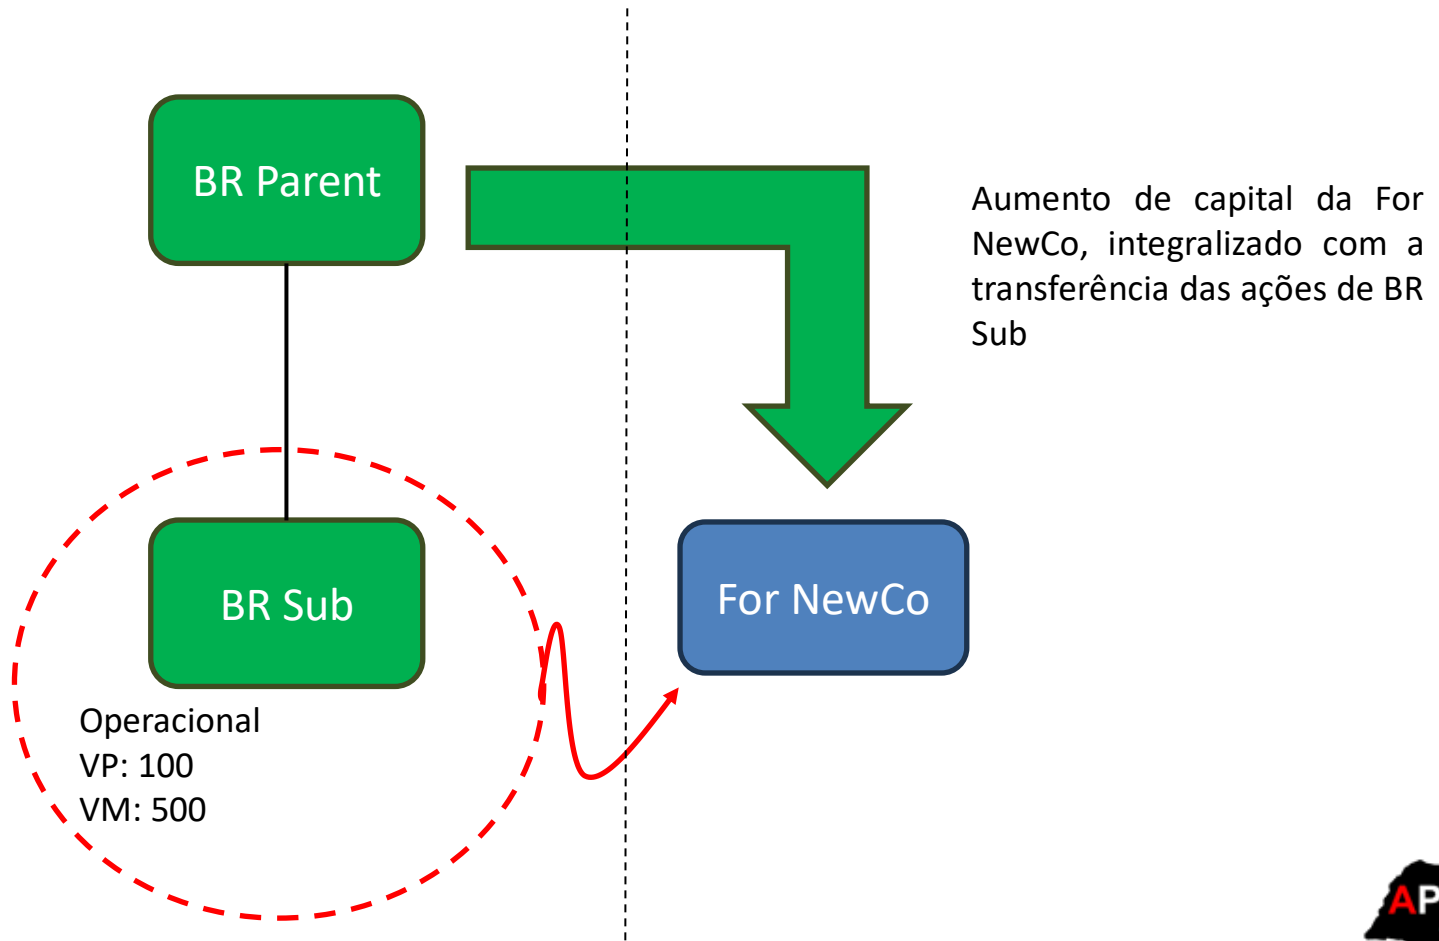 BR Parent
Aumento de capital da For
NewCo, integralizado com a
transferência das ações de BR
Sub
BR Sub
For NewCo
Operacional
VP: 100
VM: 500
AP